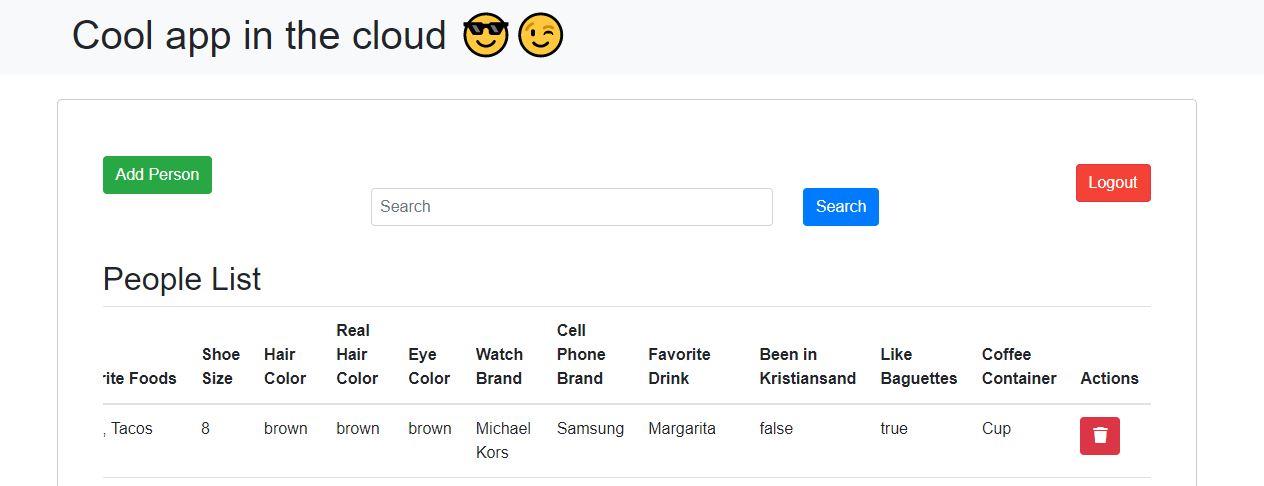 Cool app in the cloud 😎😉
Add Person
Logout
Search
Search
People List
rite Foods
Shoe Size
Hair Color
Real Hair Color
Eye Color
Watch Brand
Cell Phone Brand
Favorite Drink
Been in Kristiansand
Like Baguettes
Coffee Container
Actions
, Tacos
8
brown
brown
brown
Michael Kors
Samsung
Margarita
false
true
Cup